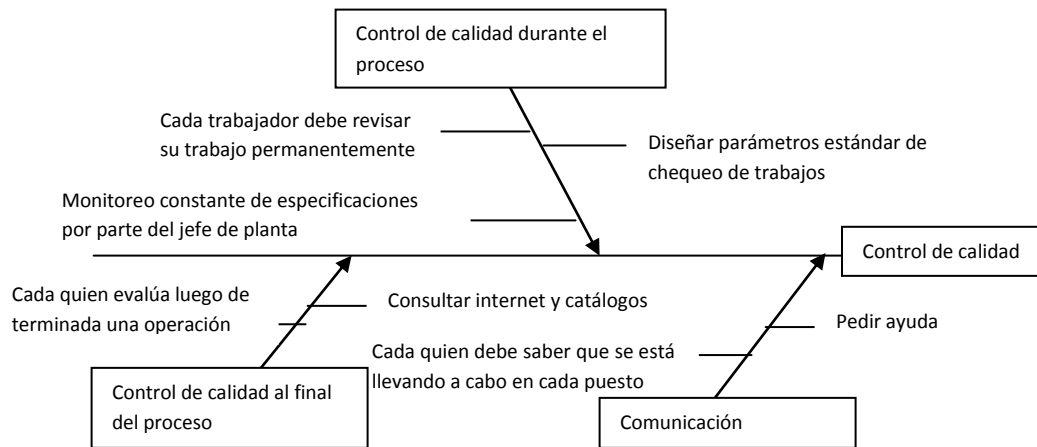 Control de calidad durante el
proceso
Cada trabajador debe revisar
su trabajo permanentemente
Diseñar parámetros estándar de
chequeo de trabajos
Monitoreo constante de especificaciones
por parte del jefe de planta
Control de calidad
Cada quien evalúa luego de
terminada una operación
Consultar internet y catálogos
Pedir ayuda
Cada quien debe saber que se está
llevando a cabo en cada puesto
Control de calidad al final
del proceso
Comunicación